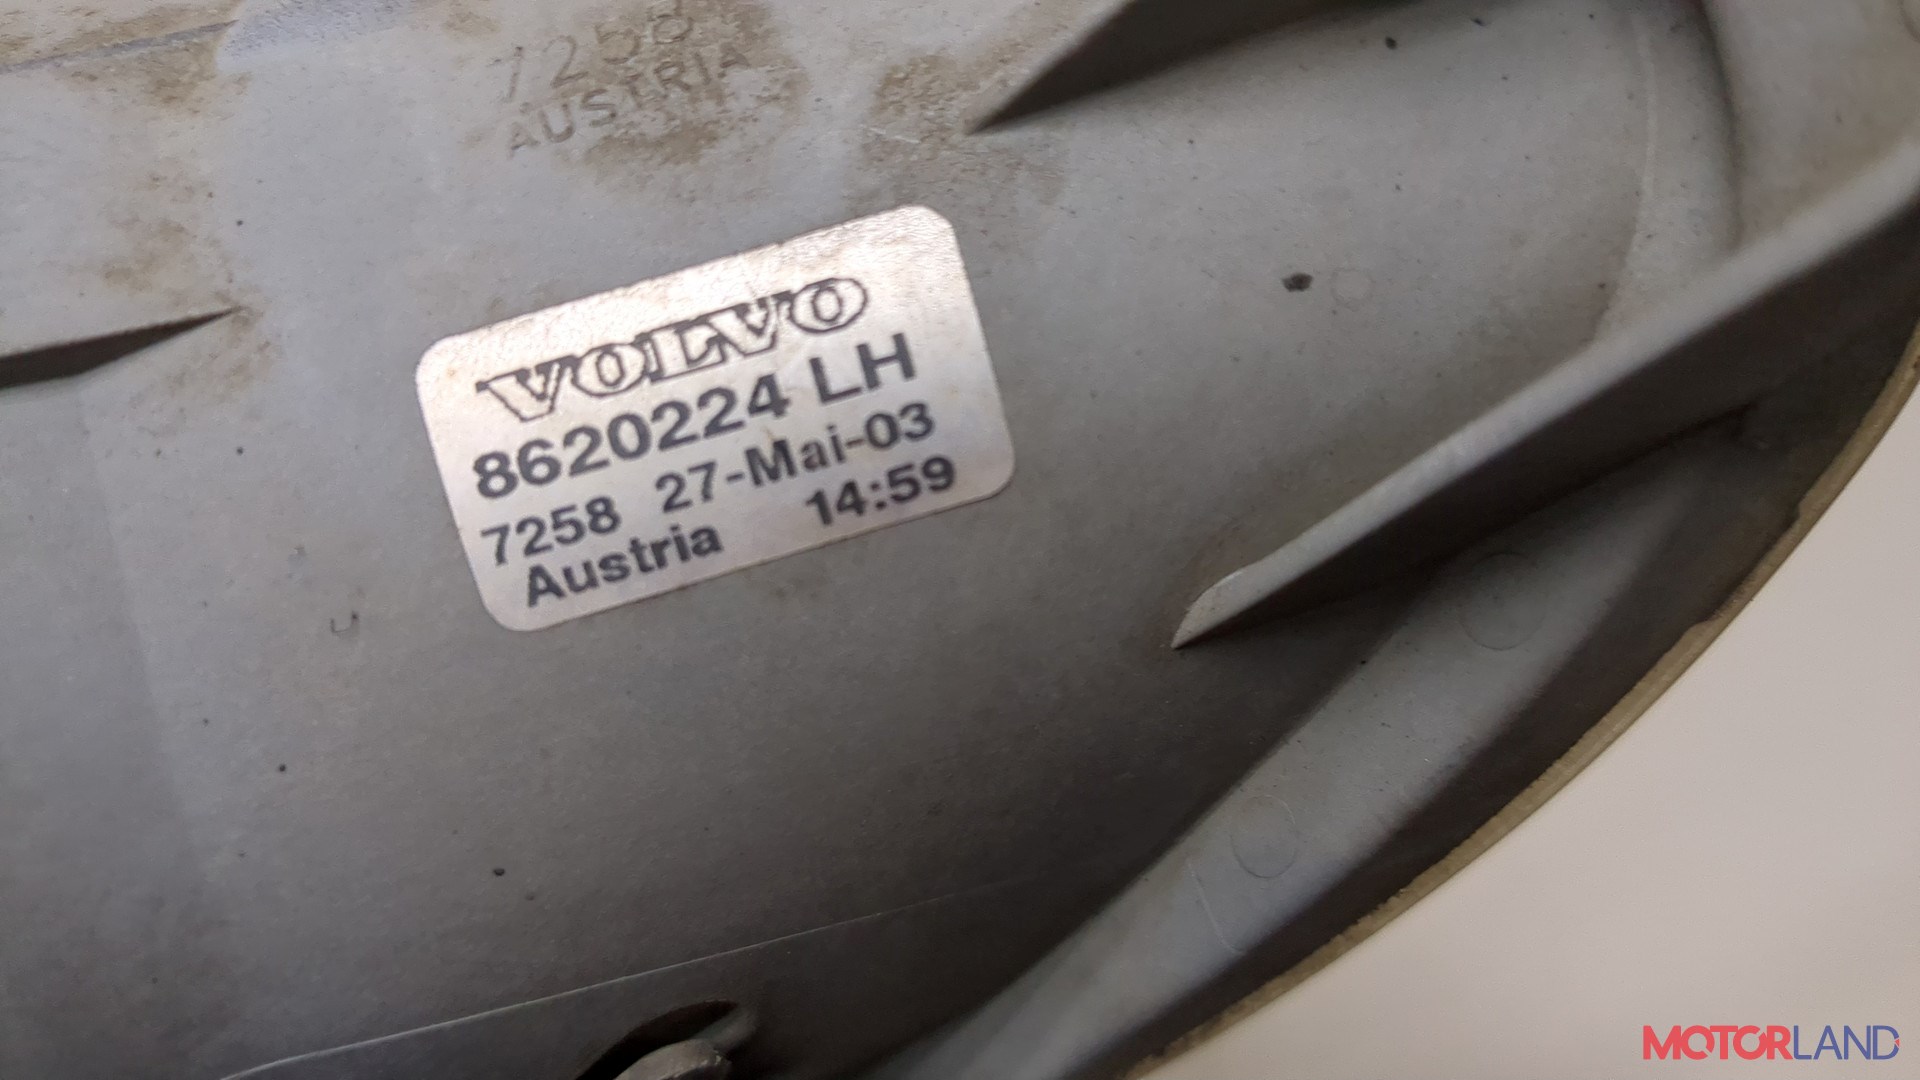 7258
AUSTRIA
VOLVO
8620224 LH
7258 27-Mai-03
Austria 14:59
MOTORLAND